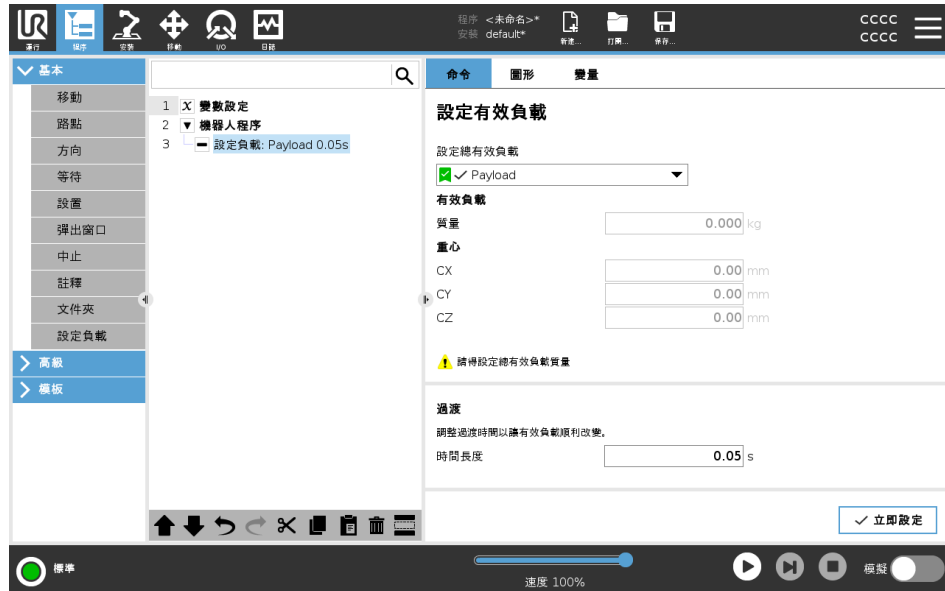 程序 <未命名>*
安裝 default*
新建...
打開...
保存...
cccc
cccc
運行
程序
安裝
移動
I/O
日誌
基本
移動
路點
方向
等待
設置
彈出窗口
中止
註釋
文件夾
設定負載
高級
模板
1 X 變數設定
2 ▼ 機器人程序
3 設定負載: Payload 0.05s
命令
圖形
變量
設定有效負載
設定總有效負載
Payload
有效負載
質量 0.000 kg
重心
CX 0.00 mm
CY 0.00 mm
CZ 0.00 mm
請得設定總有效負載質量
過渡
調整過渡時間以讓有效負載順利改變。
時間長度 0.05 s
立即設定
標準
速度 100%
模擬